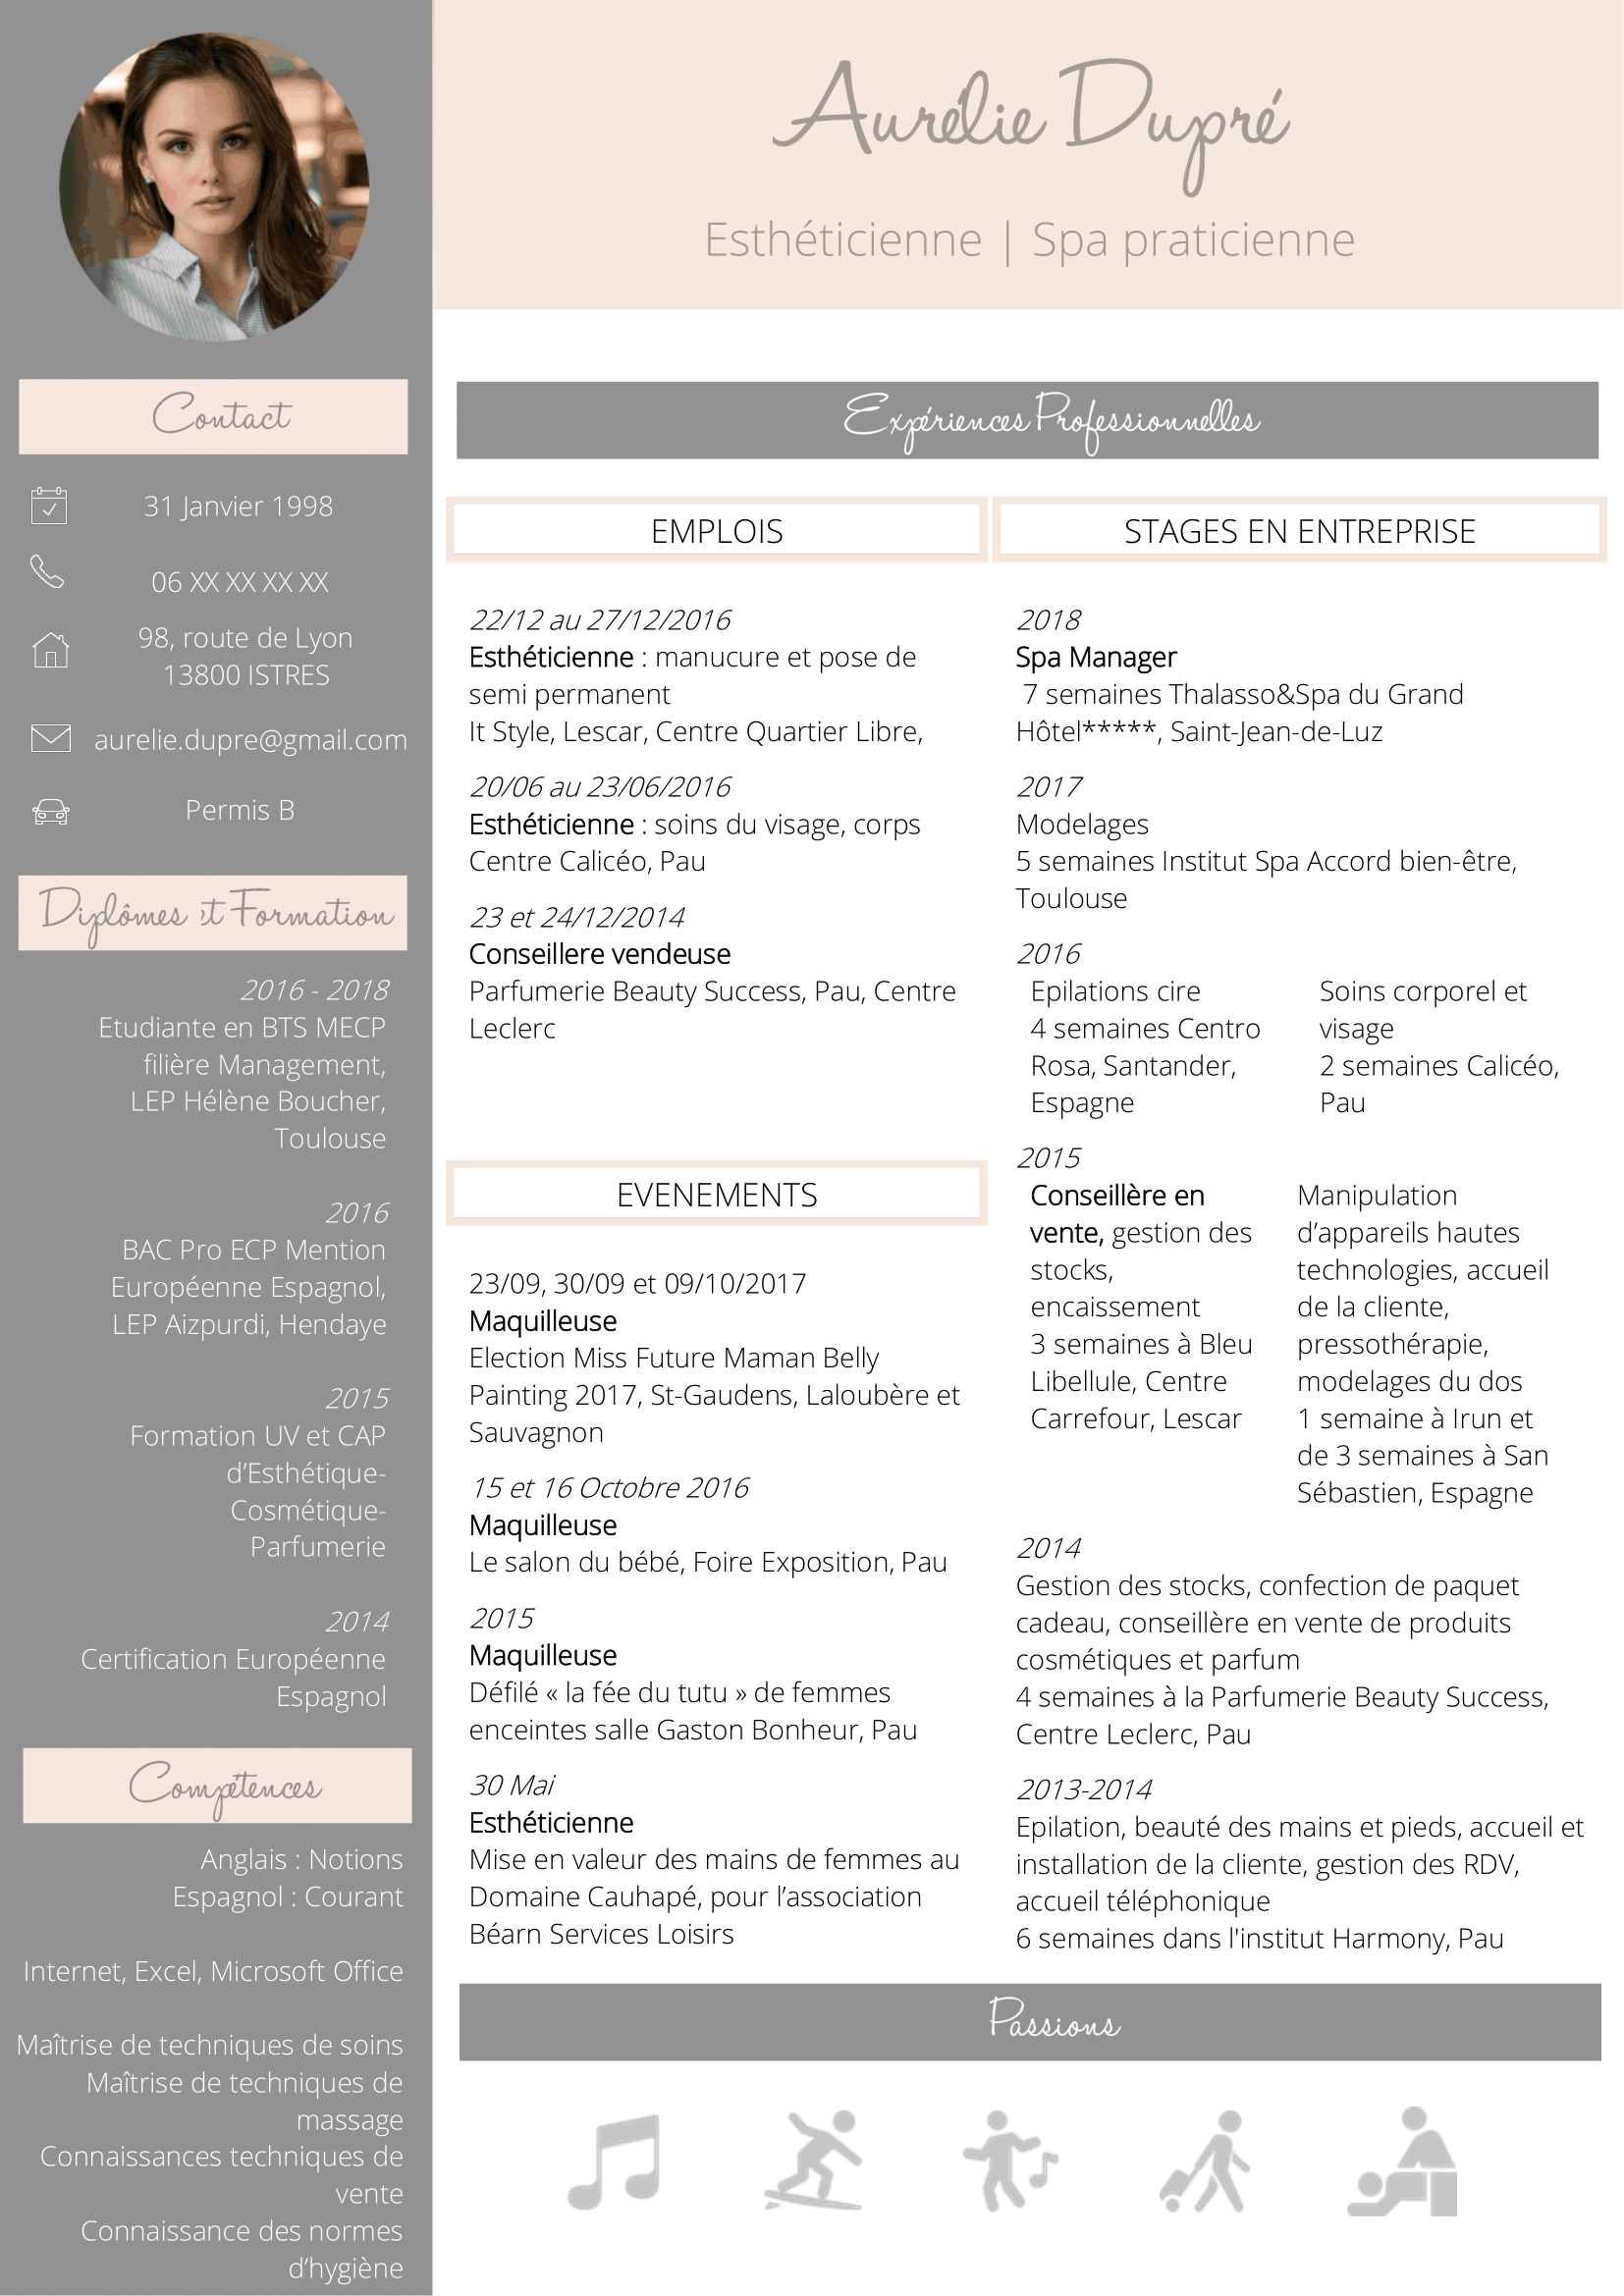 Aurélie Dupré
Esthéticienne | Spa praticienne
Contact
31 Janvier 1998
06 XX XX XX XX
98, route de Lyon
13800 ISTRES
aurelie.dupre@gmail.com
Permis B
Diplômes et Formation
2016 - 2018
Etudiante en BTS MECP
filière Management,
LEP Hélène Boucher,
Toulouse
2016
BAC Pro ECP Mention
Européenne Espagnol,
LEP Aizpurdi, Hendaye
2015
Formation UV et CAP
d’Esthétique-
Cosmétique-
Parfumerie
2014
Certification Européenne
Espagnol
Compétences
Anglais : Notions
Espagnol : Courant
Internet, Excel, Microsoft Office
Maîtrise de techniques de soins
Maîtrise de techniques de
massage
Connaissances techniques de
vente
Connaissance des normes
d’hygiène
Expériences Professionnelles
EMPLOIS
22/12 au 27/12/2016
Esthéticienne : manucure et pose de
semi permanent
It Style, Lescar, Centre Quartier Libre,
20/06 au 23/06/2016
Esthéticienne : soins du visage, corps
Centre Calicéo, Pau
23 et 24/12/2014
Conseillere vendeuse
Parfumerie Beauty Success, Pau, Centre
Leclerc
EVENEMENTS
23/09, 30/09 et 09/10/2017
Maquilleuse
Election Miss Future Maman Belly
Painting 2017, St-Gaudens, Laloubère et
Sauvagnon
15 et 16 Octobre 2016
Maquilleuse
Le salon du bébé, Foire Exposition, Pau
2015
Maquilleuse
Défilé « la fée du tutu » de femmes
enceintes salle Gaston Bonheur, Pau
30 Mai
Esthéticienne
Mise en valeur des mains de femmes au
Domaine Cauhapé, pour l’association
Béarn Services Loisirs
STAGES EN ENTREPRISE
2018
Spa Manager
7 semaines Thalasso&Spa du Grand
Hôtel*****, Saint-Jean-de-Luz
2017
Modelages
5 semaines Institut Spa Accord bien-être,
Toulouse
2016
Epilations cire
4 semaines Centro
Rosa, Santander,
Espagne
Soins corporel et
visage
2 semaines Calicéo,
Pau
2015
Conseillère en
vente, gestion des
stocks,
encaissement
3 semaines à Bleu
Libellule, Centre
Carrefour, Lescar
Manipulation
d’appareils hautes
technologies, accueil
de la cliente,
pressothérapie,
modelages du dos
1 semaine à Irun et
de 3 semaines à San
Sébastien, Espagne
2014
Gestion des stocks, confection de paquet
cadeau, conseillère en vente de produits
cosmétiques et parfum
4 semaines à la Parfumerie Beauty Success,
Centre Leclerc, Pau
2013-2014
Epilation, beauté des mains et pieds, accueil et
installation de la cliente, gestion des RDV,
accueil téléphonique
6 semaines dans l'institut Harmony, Pau
Passions